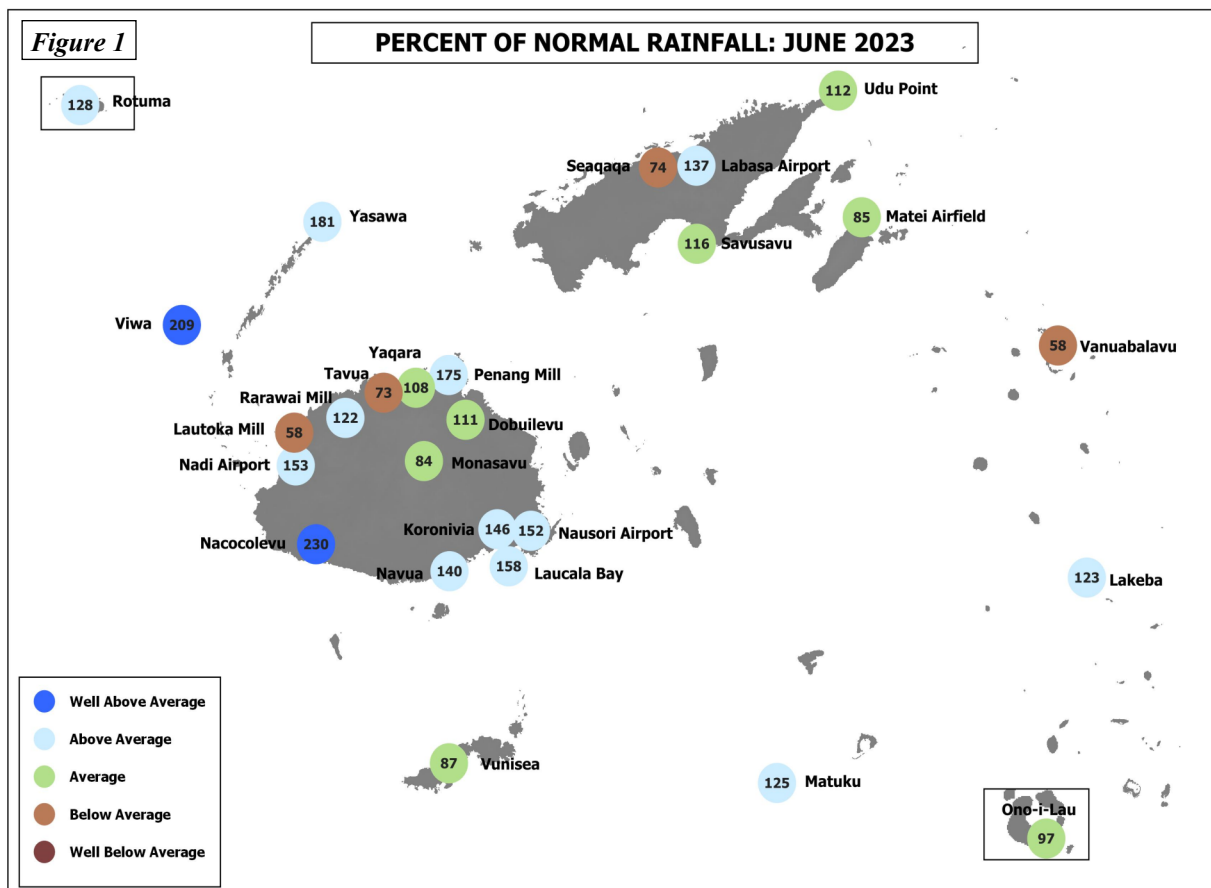 Figure 1
PERCENT OF NORMAL RAINFALL: JUNE 2023
128 Rotuma
112 Udu Point
Seaqaqa 74
137 Labasa Airport
181 Yasawa
85 Matei Airfield
116 Savusavu
Viwa 209
58 Vanuabalavu
Yaqara 108
175 Penang Mill
Tavua 73
Rarawai Mill 122
111 Dobuilevu
Lautoka Mill 58
Nadi Airport 153
84 Monasavu
Koronivia 146
152 Nausori Airport
Nacocolevu 230
Navua 140
158 Laucala Bay
123 Lakeba
87 Vunisea
125 Matuku
Ono-i-Lau
97
Well Above Average
Above Average
Average
Below Average
Well Below Average